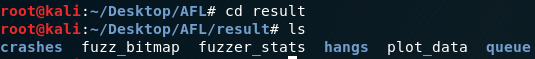 root@kali:~/Desktop/AFL# cd result
root@kali:~/Desktop/AFL/result# ls
crashes fuzz_bitmap fuzzer_stats hangs plot_data queue